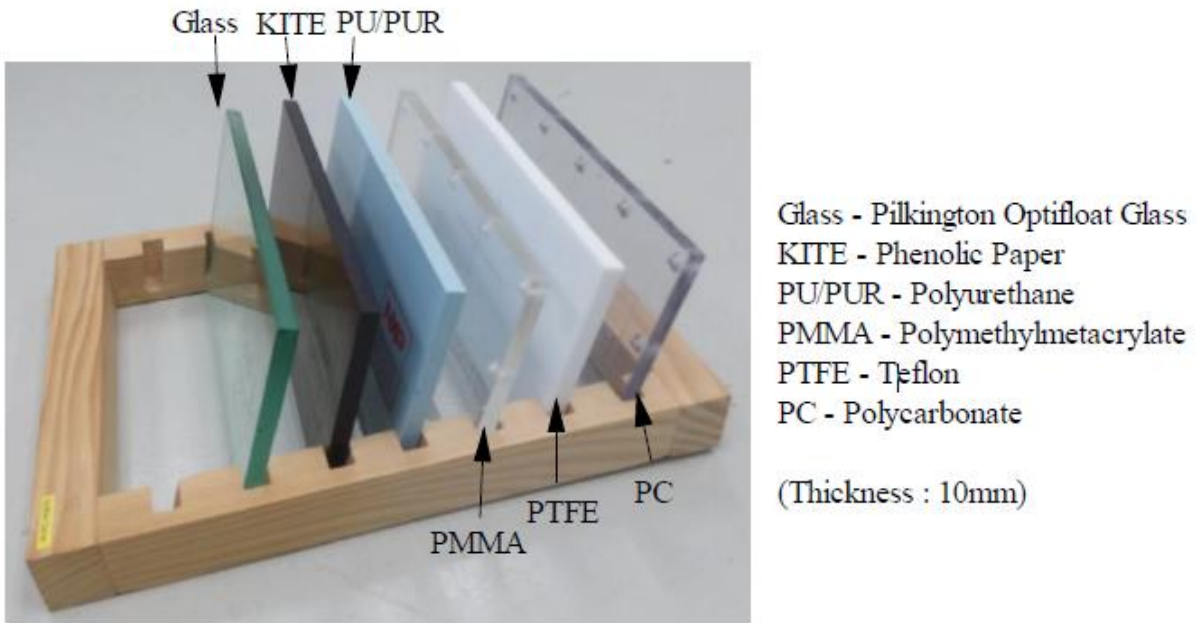 Glass KITE PU/PUR
PMMA
PTFE
PC
Glass - Pilkington Optifloat Glass
KITE - Phenolic Paper
PU/PUR - Polyurethane
PMMA - Polymethylmetacrylate
PTFE - Teflon
PC - Polycarbonate
(Thickness : 10mm)